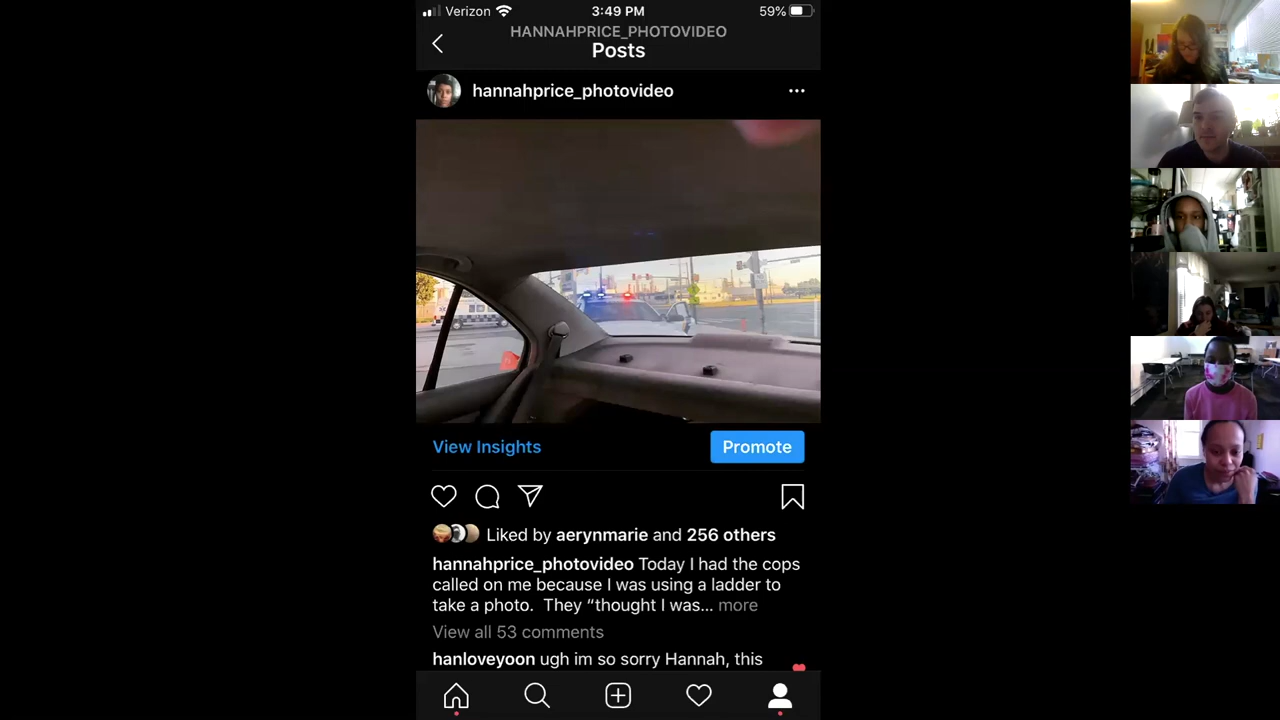 Verizon 3:49 PM 59%
HANNAHPRICE_PHOTOVIDEO
Posts
hannahprice_photovideo
View Insights Promote
Liked by aerynmarie and 256 others
hannahprice_photovideo Today I had the cops
called on me because I was using a ladder to
take a photo. They “thought I was... more
View all 53 comments
hanloveyoon ugh im so sorry Hannah, this